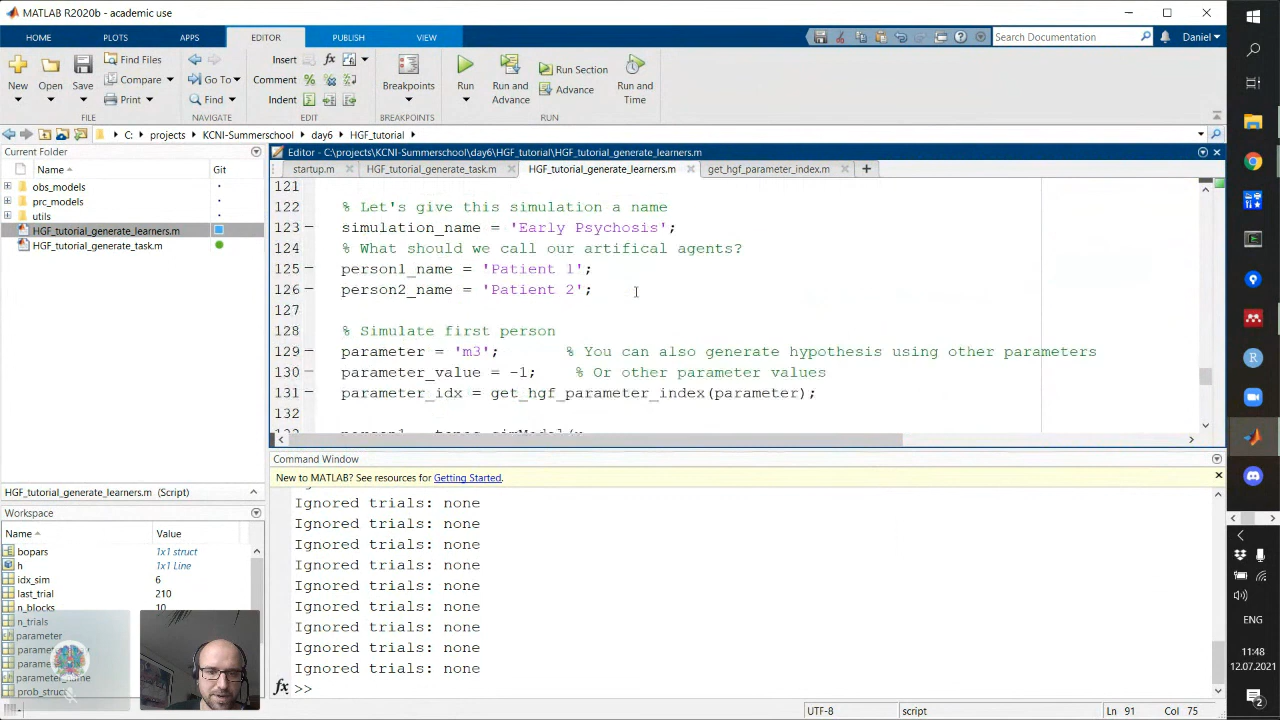 MATLAB R2020b - academic use
HOME PLOTS APPS EDITOR PUBLISH VIEW Search Documentation Daniel
New Open Save Find Files Compare Print
Go To Find
Insert Comment Indent
Breakpoints
Run Run and Advance Run Section Advance Run and Time
FILE NAVIGATE EDIT BREAKPOINTS RUN
C: projects KCNI-Summerschool day6 HGF_tutorial
Current Folder
Name Git
obs_models
prc_models
utils
HGF_tutorial_generate_learners.m
HGF_tutorial_generate_task.m
HGF_tutorial_generate_learners.m (Script)
Workspace
Name Value
bopars 1x1 struct
h 1x1 Line
idx_sim 6
last_trial 210
n_blocks 10
n_trials
parameter
parameter_name
Editor - C:\projects\KCNI-Summerschool\day6\HGF_tutorial\HGF_tutorial_generate_learners.m
startup.m HGF_tutorial_generate_task.m HGF_tutorial_generate_learners.m get_hgf_parameter_index.m
121
122 % Let's give this simulation a name
123 simulation_name = 'Early Psychosis';
124 % What should we call our artifical agents?
125 person1_name = 'Patient 1';
126 person2_name = 'Patient 2';
127
128 % Simulate first person
129 parameter = 'm3'; % You can also generate hypothesis using other parameters
130 parameter_value = -1; % Or other parameter values
131 parameter_idx = get_hgf_parameter_index(parameter);
132
Command Window
New to MATLAB? See resources for Getting Started.
Ignored trials: none
Ignored trials: none
Ignored trials: none
Ignored trials: none
Ignored trials: none
Ignored trials: none
Ignored trials: none
Ignored trials: none
Ignored trials: none
fx >>
UTF-8 script Ln 91 Col 75
ENG
11:48
12.07.2021
2